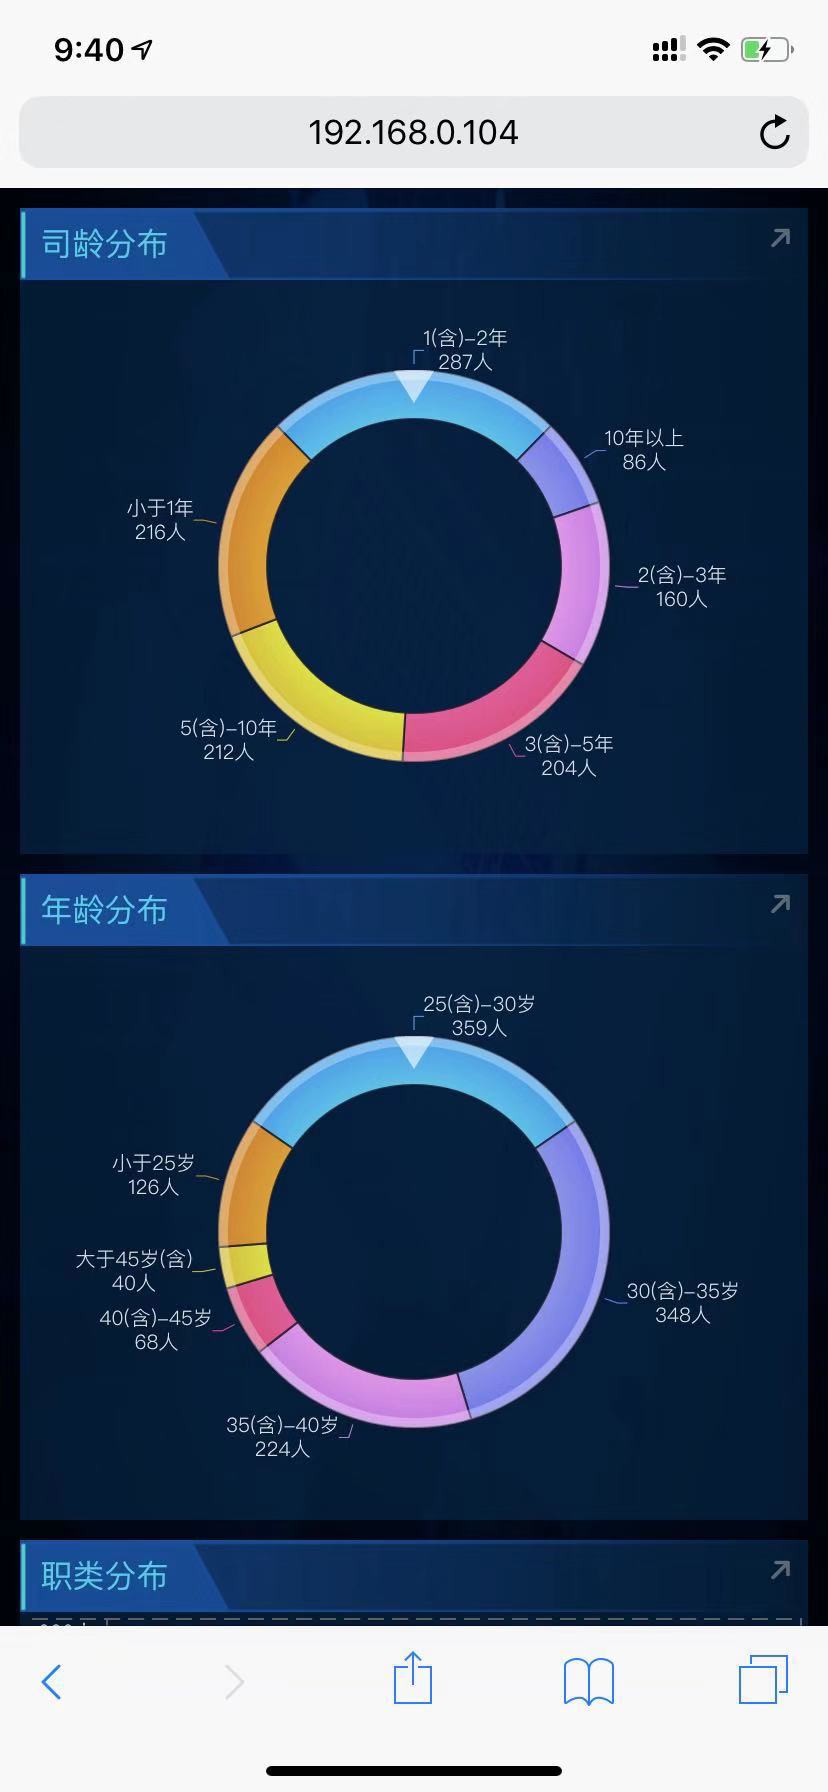 9:40
192.168.0.104
司龄分布
1(含)-2年
287人
10年以上
86人
小于1年
216人
2(含)-3年
160人
5(含)-10年
212人
3(含)-5年
204人
年龄分布
25(含)-30岁
359人
小于25岁
126人
大于45岁(含)
40人
30(含)-35岁
348人
40(含)-45岁
68人
35(含)-40岁
224人
职类分布